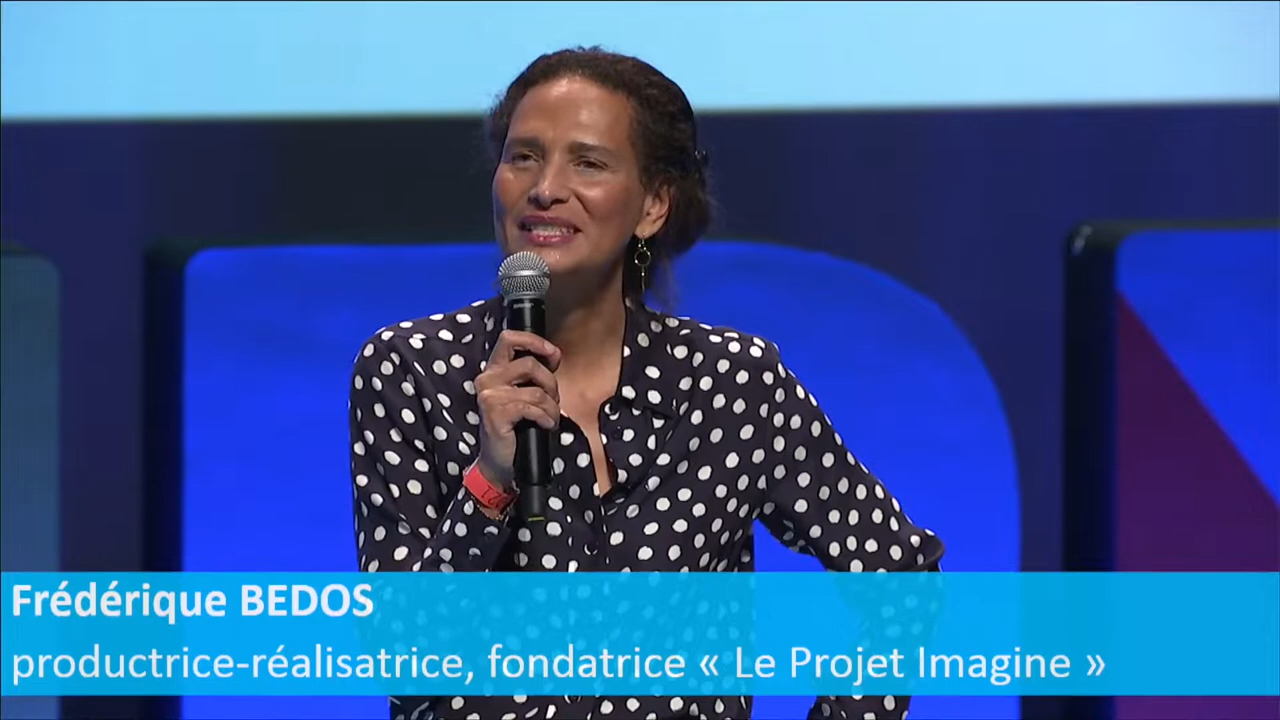 Frédérique BEDOS
productrice-réalisatrice, fondatrice « Le Projet Imagine »